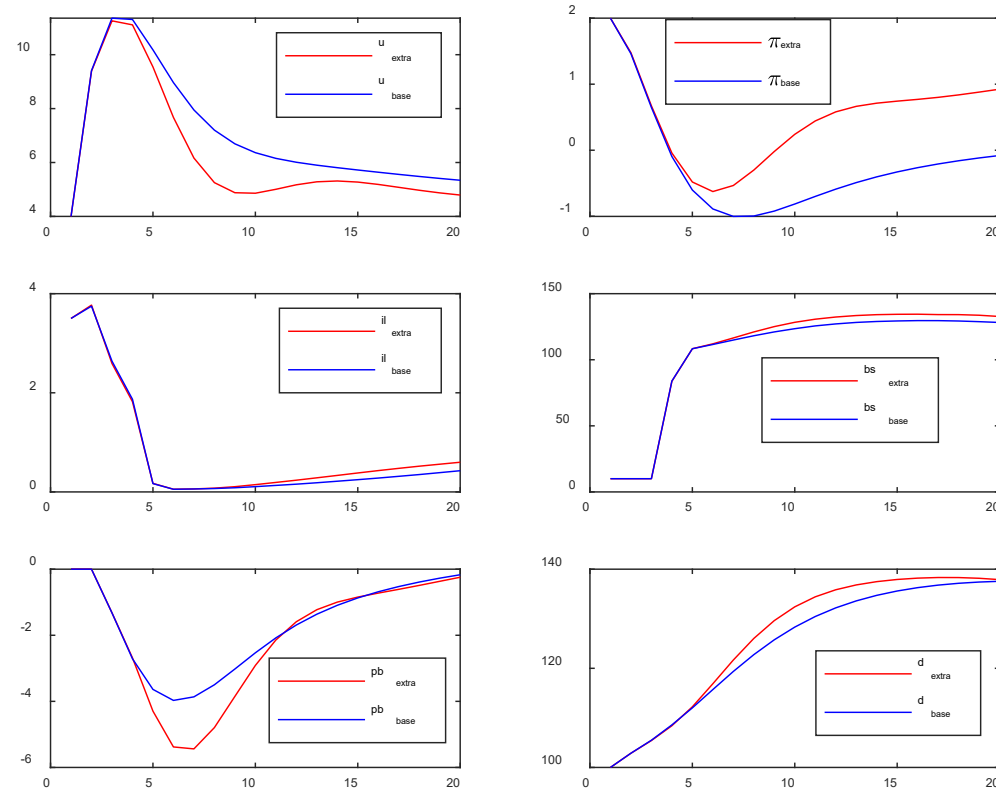 10
8
6
4
0 5 10 15 20
u extra
u base
2
1
0
-1
0 5 10 15 20
π extra
π base
4
2
0
0 5 10 15 20
il extra
il base
150
100
50
0
0 5 10 15 20
bs extra
bs base
0
-2
-4
-6
0 5 10 15 20
pb extra
pb base
140
120
100
0 5 10 15 20
d extra
d base